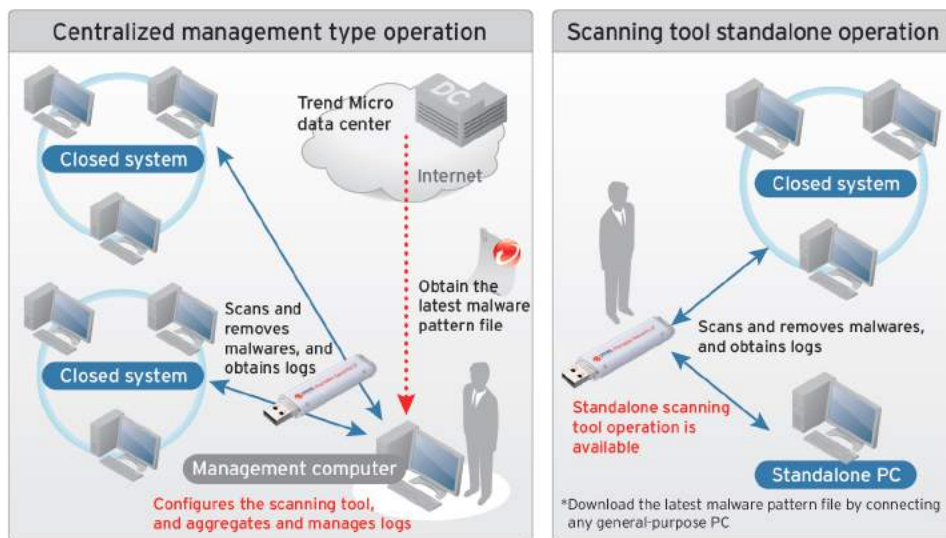 Centralized management type operation
Trend Micro
data center
DC
Internet
Closed system
Obtain the
latest malware
pattern file
Scans and
removes
malwares, and
obtains logs
Closed system
Management computer
Configures the scanning tool,
and aggregates and manages logs
Scanning tool standalone operation
Closed system
Scans and removes malwares,
and obtains logs
Standalone scanning
tool operation is
available
Standalone PC
*Download the latest malware pattern file by connecting
any general-purpose PC